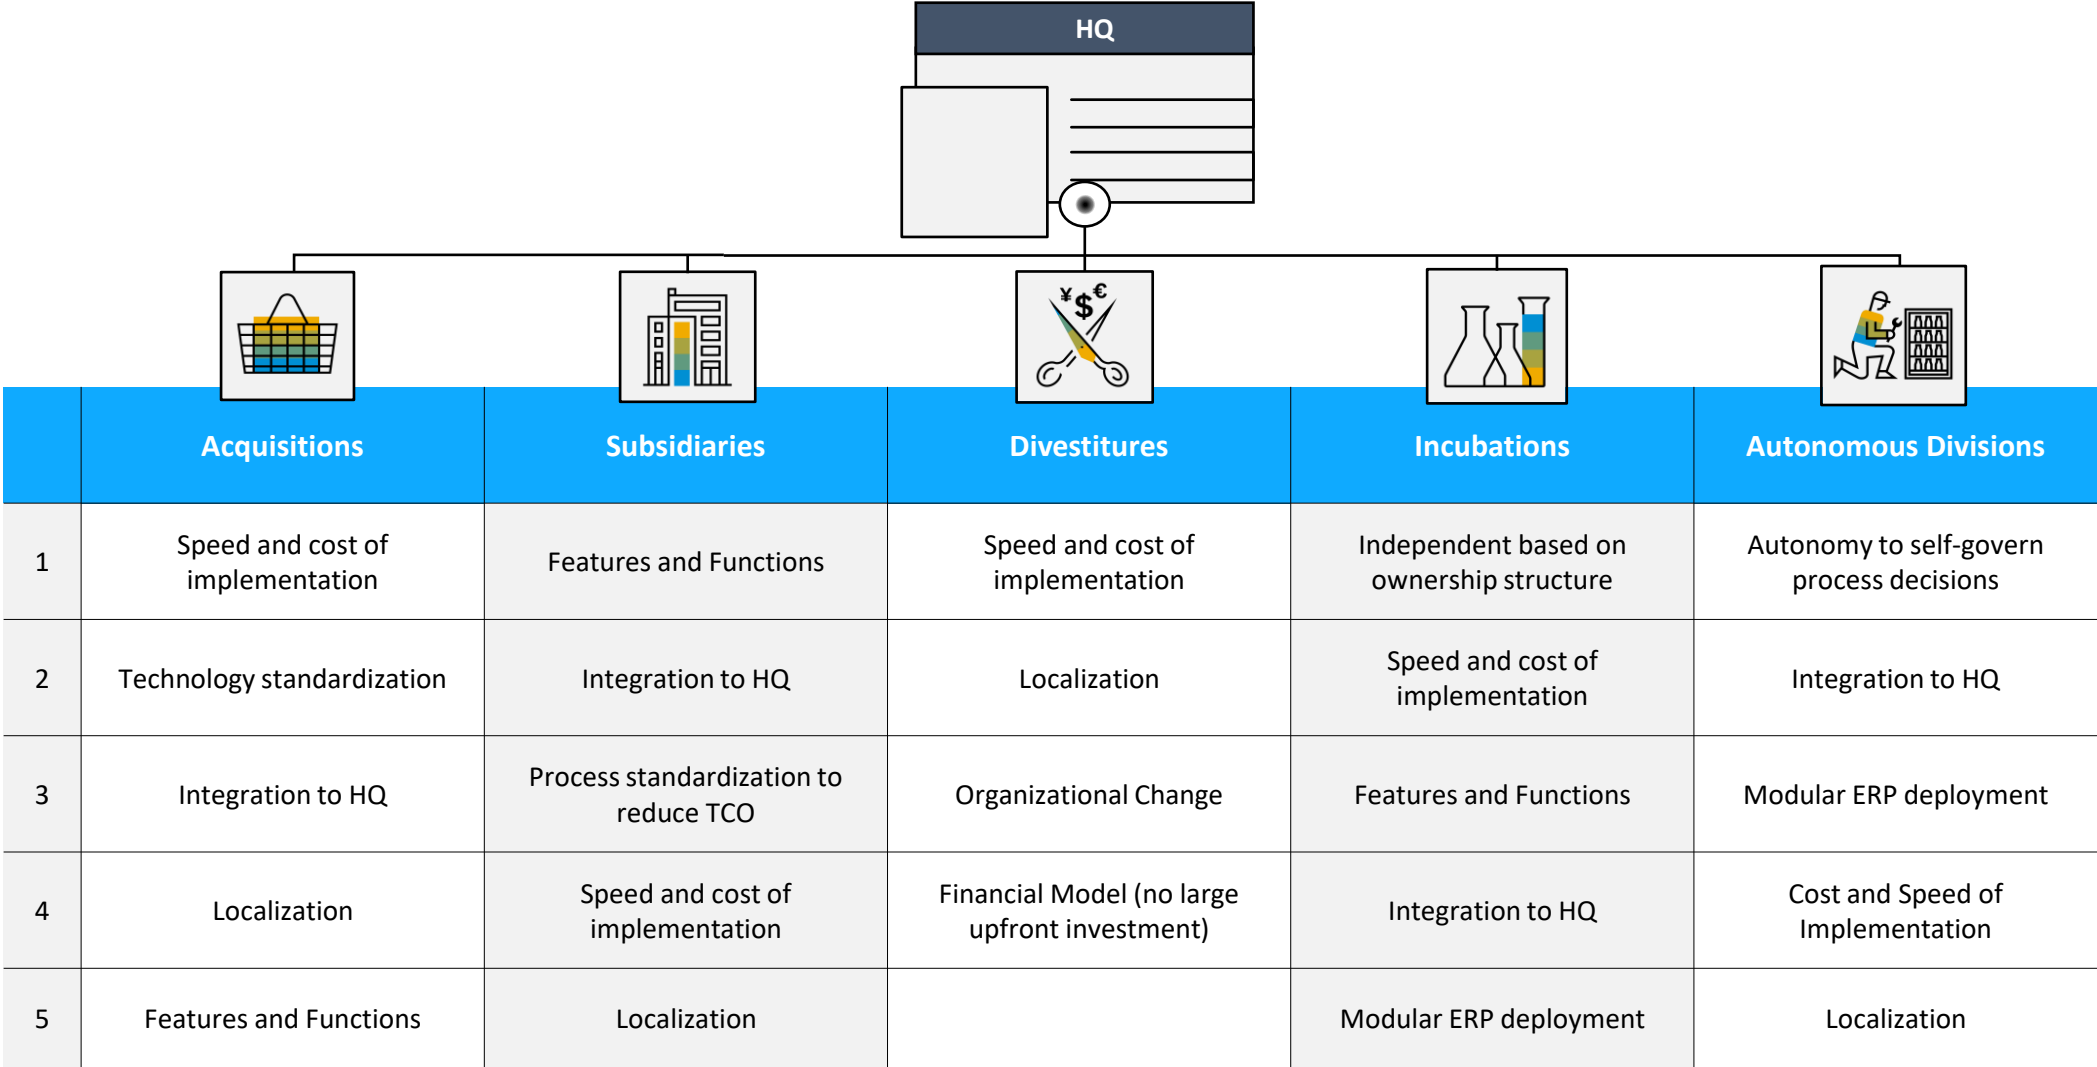 HQ
¥$€
Acquisitions
Subsidiaries
Divestitures
Incubations
Autonomous Divisions
1
Speed and cost of
implementation
Features and Functions
Speed and cost of
implementation
Independent based on
ownership structure
Autonomy to self-govern
process decisions
2
Technology standardization
Integration to HQ
Localization
Speed and cost of
implementation
Integration to HQ
3
Integration to HQ
Process standardization to
reduce TCO
Organizational Change
Features and Functions
Modular ERP deployment
4
Localization
Speed and cost of
implementation
Financial Model (no large
upfront investment)
Integration to HQ
Cost and Speed of
Implementation
5
Features and Functions
Localization
Modular ERP deployment
Localization